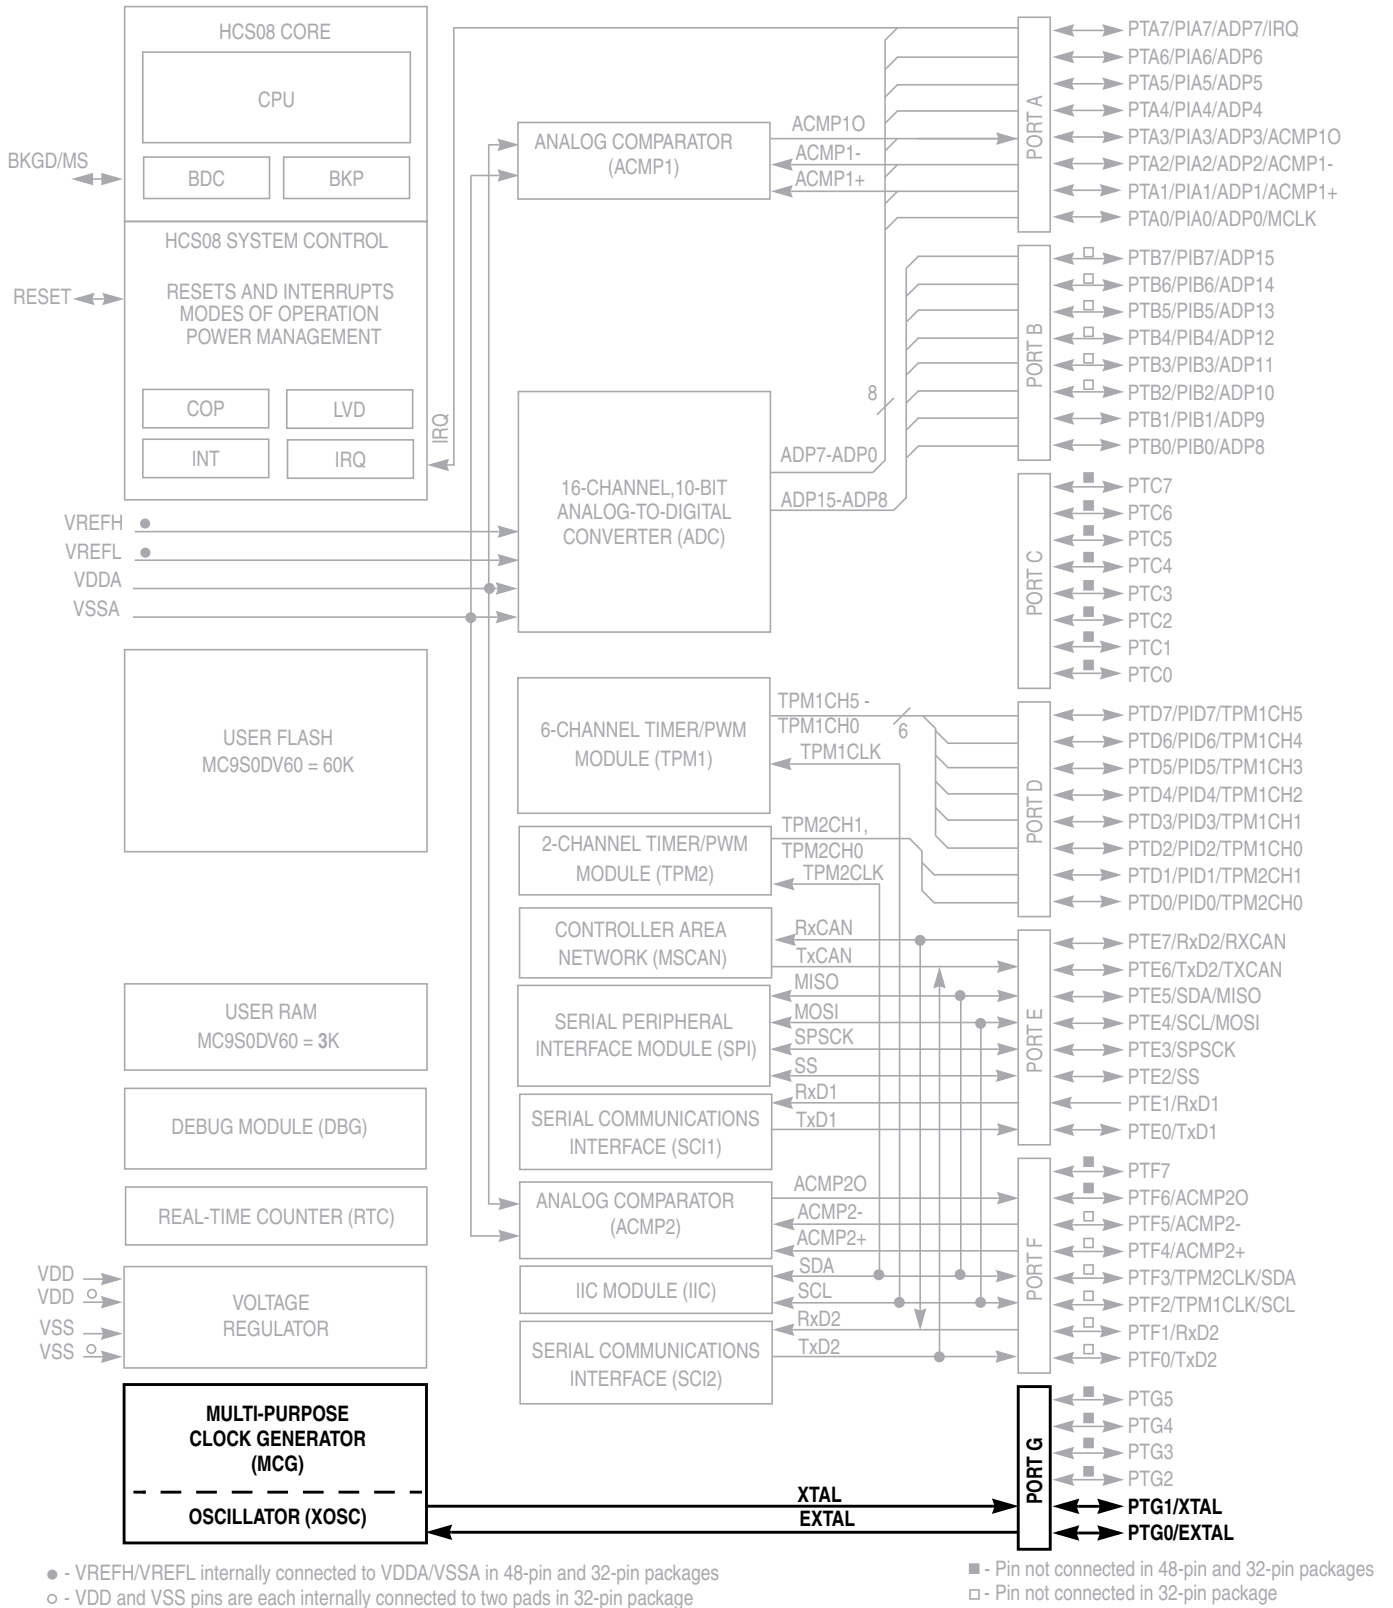 HCS08 CORE
CPU
BDC
BKP
BKGD/MS
HCS08 SYSTEM CONTROL
RESETS AND INTERRUPTS
MODES OF OPERATION
POWER MANAGEMENT
RESET
COP
LVD
INT
IRQ
IRQ
VREFH
VREFL
VDDA
VSSA
USER FLASH
MC9S0DV60 = 60K
USER RAM
MC9S0DV60 = 3K
DEBUG MODULE (DBG)
REAL-TIME COUNTER (RTC)
VDD
VDD
VSS
VSS
VOLTAGE
REGULATOR
MULTI-PURPOSE
CLOCK GENERATOR
(MCG)
OSCILLATOR (XOSC)
ANALOG COMPARATOR
(ACMP1)
ACMP1O
ACMP1-
ACMP1+
16-CHANNEL,10-BIT
ANALOG-TO-DIGITAL
CONVERTER (ADC)
8
ADP7-ADP0
ADP15-ADP8
6-CHANNEL TIMER/PWM
MODULE (TPM1)
TPM1CH5 -
TPM1CH0
6
TPM1CLK
2-CHANNEL TIMER/PWM
MODULE (TPM2)
TPM2CH1,
TPM2CH0
TPM2CLK
CONTROLLER AREA
NETWORK (MSCAN)
RxCAN
TxCAN
SERIAL PERIPHERAL
INTERFACE MODULE (SPI)
MISO
MOSI
SPSCK
SS
SERIAL COMMUNICATIONS
INTERFACE (SCI1)
RxD1
TxD1
ANALOG COMPARATOR
(ACMP2)
ACMP2O
ACMP2-
ACMP2+
IIC MODULE (IIC)
SDA
SCL
SERIAL COMMUNICATIONS
INTERFACE (SCI2)
RxD2
TxD2
XTAL
EXTAL
PORT A
PTA7/PIA7/ADP7/IRQ
PTA6/PIA6/ADP6
PTA5/PIA5/ADP5
PTA4/PIA4/ADP4
PTA3/PIA3/ADP3/ACMP1O
PTA2/PIA2/ADP2/ACMP1-
PTA1/PIA1/ADP1/ACMP1+
PTA0/PIA0/ADP0/MCLK
PORT B
PTB7/PIB7/ADP15
PTB6/PIB6/ADP14
PTB5/PIB5/ADP13
PTB4/PIB4/ADP12
PTB3/PIB3/ADP11
PTB2/PIB2/ADP10
PTB1/PIB1/ADP9
PTB0/PIB0/ADP8
PORT C
PTC7
PTC6
PTC5
PTC4
PTC3
PTC2
PTC1
PTC0
PORT D
PTD7/PID7/TPM1CH5
PTD6/PID6/TPM1CH4
PTD5/PID5/TPM1CH3
PTD4/PID4/TPM1CH2
PTD3/PID3/TPM1CH1
PTD2/PID2/TPM1CH0
PTD1/PID1/TPM2CH1
PTD0/PID0/TPM2CH0
PORT E
PTE7/RxD2/RXCAN
PTE6/TxD2/TXCAN
PTE5/SDA/MISO
PTE4/SCL/MOSI
PTE3/SPSCK
PTE2/SS
PTE1/RxD1
PTE0/TxD1
PORT F
PTF7
PTF6/ACMP2O
PTF5/ACMP2-
PTF4/ACMP2+
PTF3/TPM2CLK/SDA
PTF2/TPM1CLK/SCL
PTF1/RxD2
PTF0/TxD2
PORT G
PTG5
PTG4
PTG3
PTG2
PTG1/XTAL
PTG0/EXTAL
● - VREFH/VREFL internally connected to VDDA/VSSA in 48-pin and 32-pin packages
○ - VDD and VSS pins are each internally connected to two pads in 32-pin package
■ - Pin not connected in 48-pin and 32-pin packages
□ - Pin not connected in 32-pin package